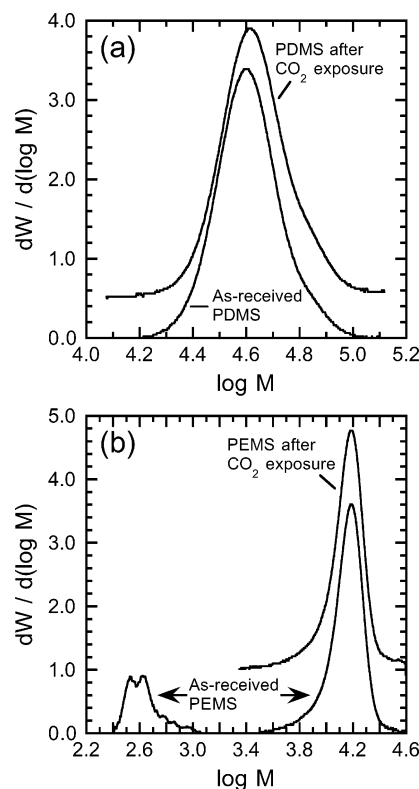 (a)
PDMS after
CO2 exposure
As-received
PDMS
dW / d(log M)
4.0
3.0
2.0
1.0
0.0
4.0 4.2 4.4 4.6 4.8 5.0 5.2
log M
(b)
PEMS after
CO2 exposure
As-received
PEMS
dW / d(log M)
5.0
4.0
3.0
2.0
1.0
0.0
2.2 2.6 3.0 3.4 3.8 4.2 4.6
log M